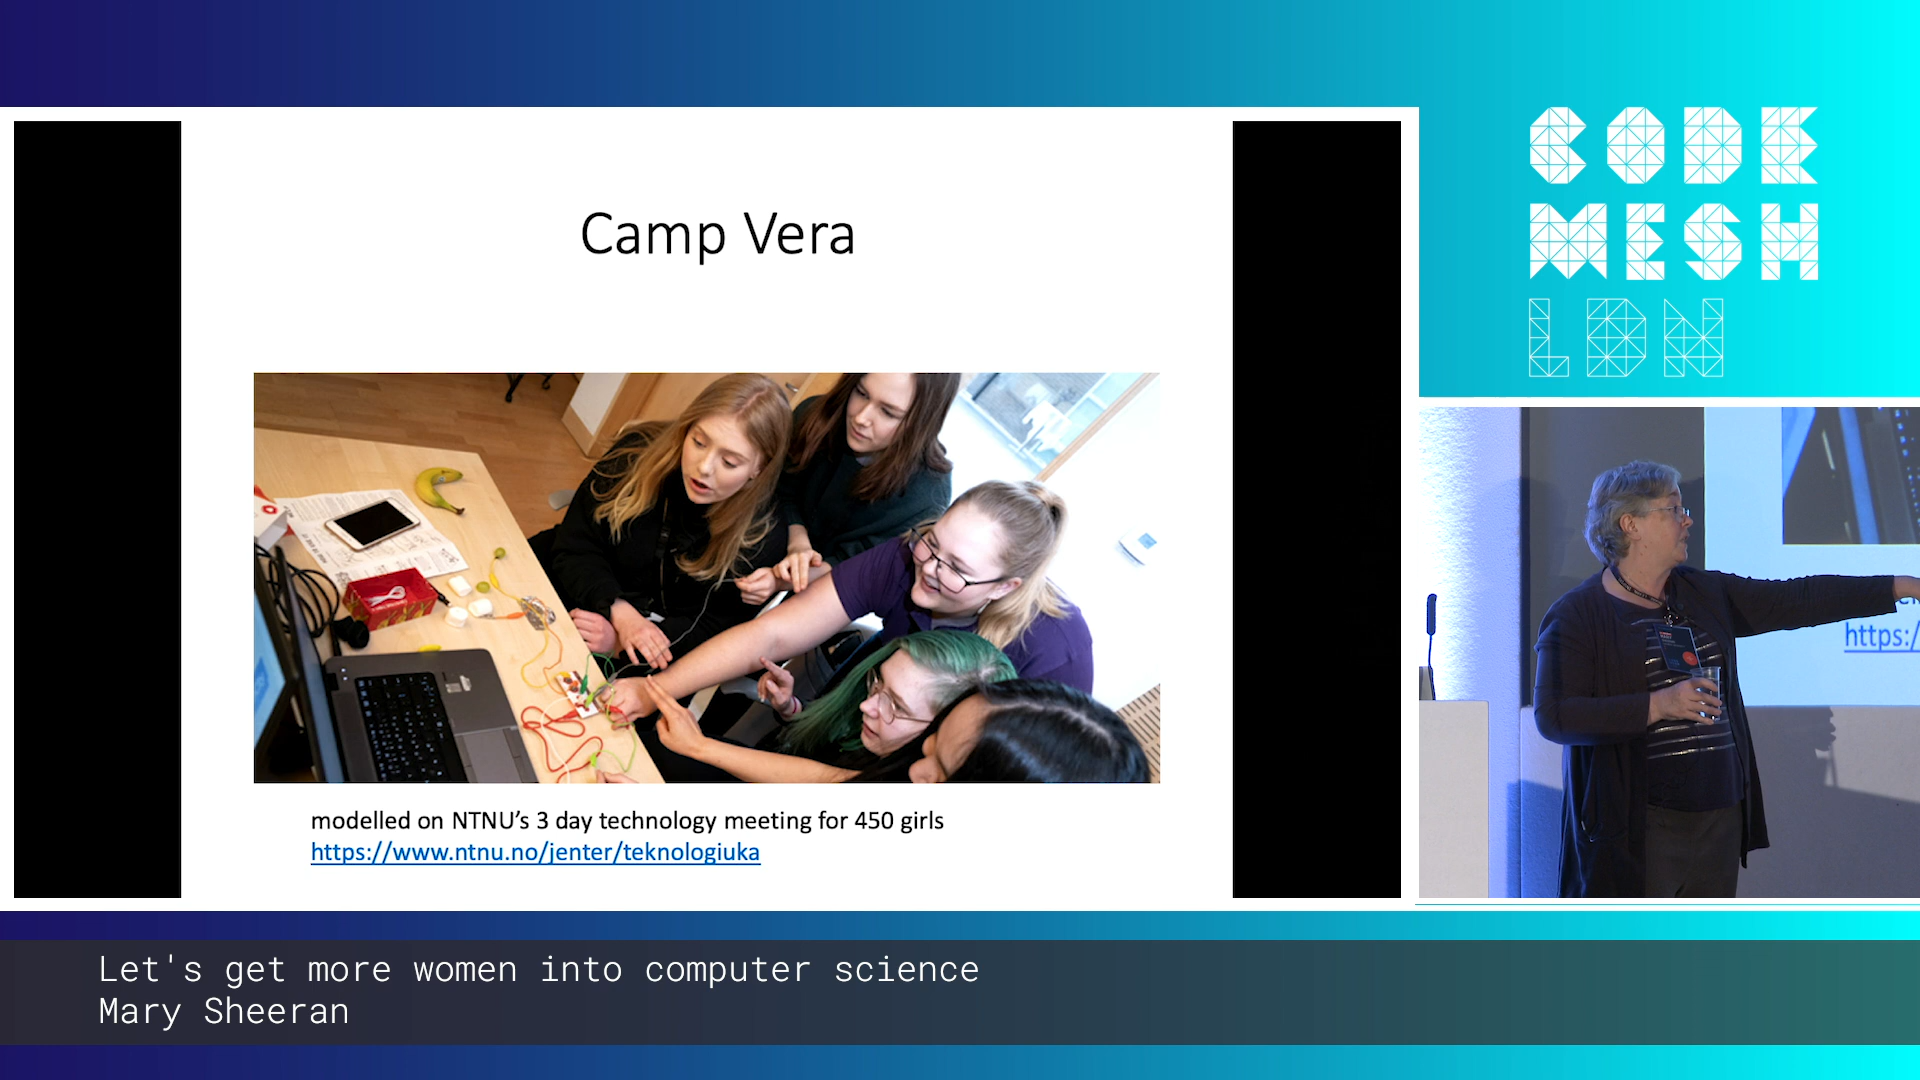 Camp Vera
modelled on NTNU's 3 day technology meeting for 450 girls
https://www.ntnu.no/jenter/teknologiuka
CODE
MESH
LDN
https:/
Let's get more women into computer science
Mary Sheeran